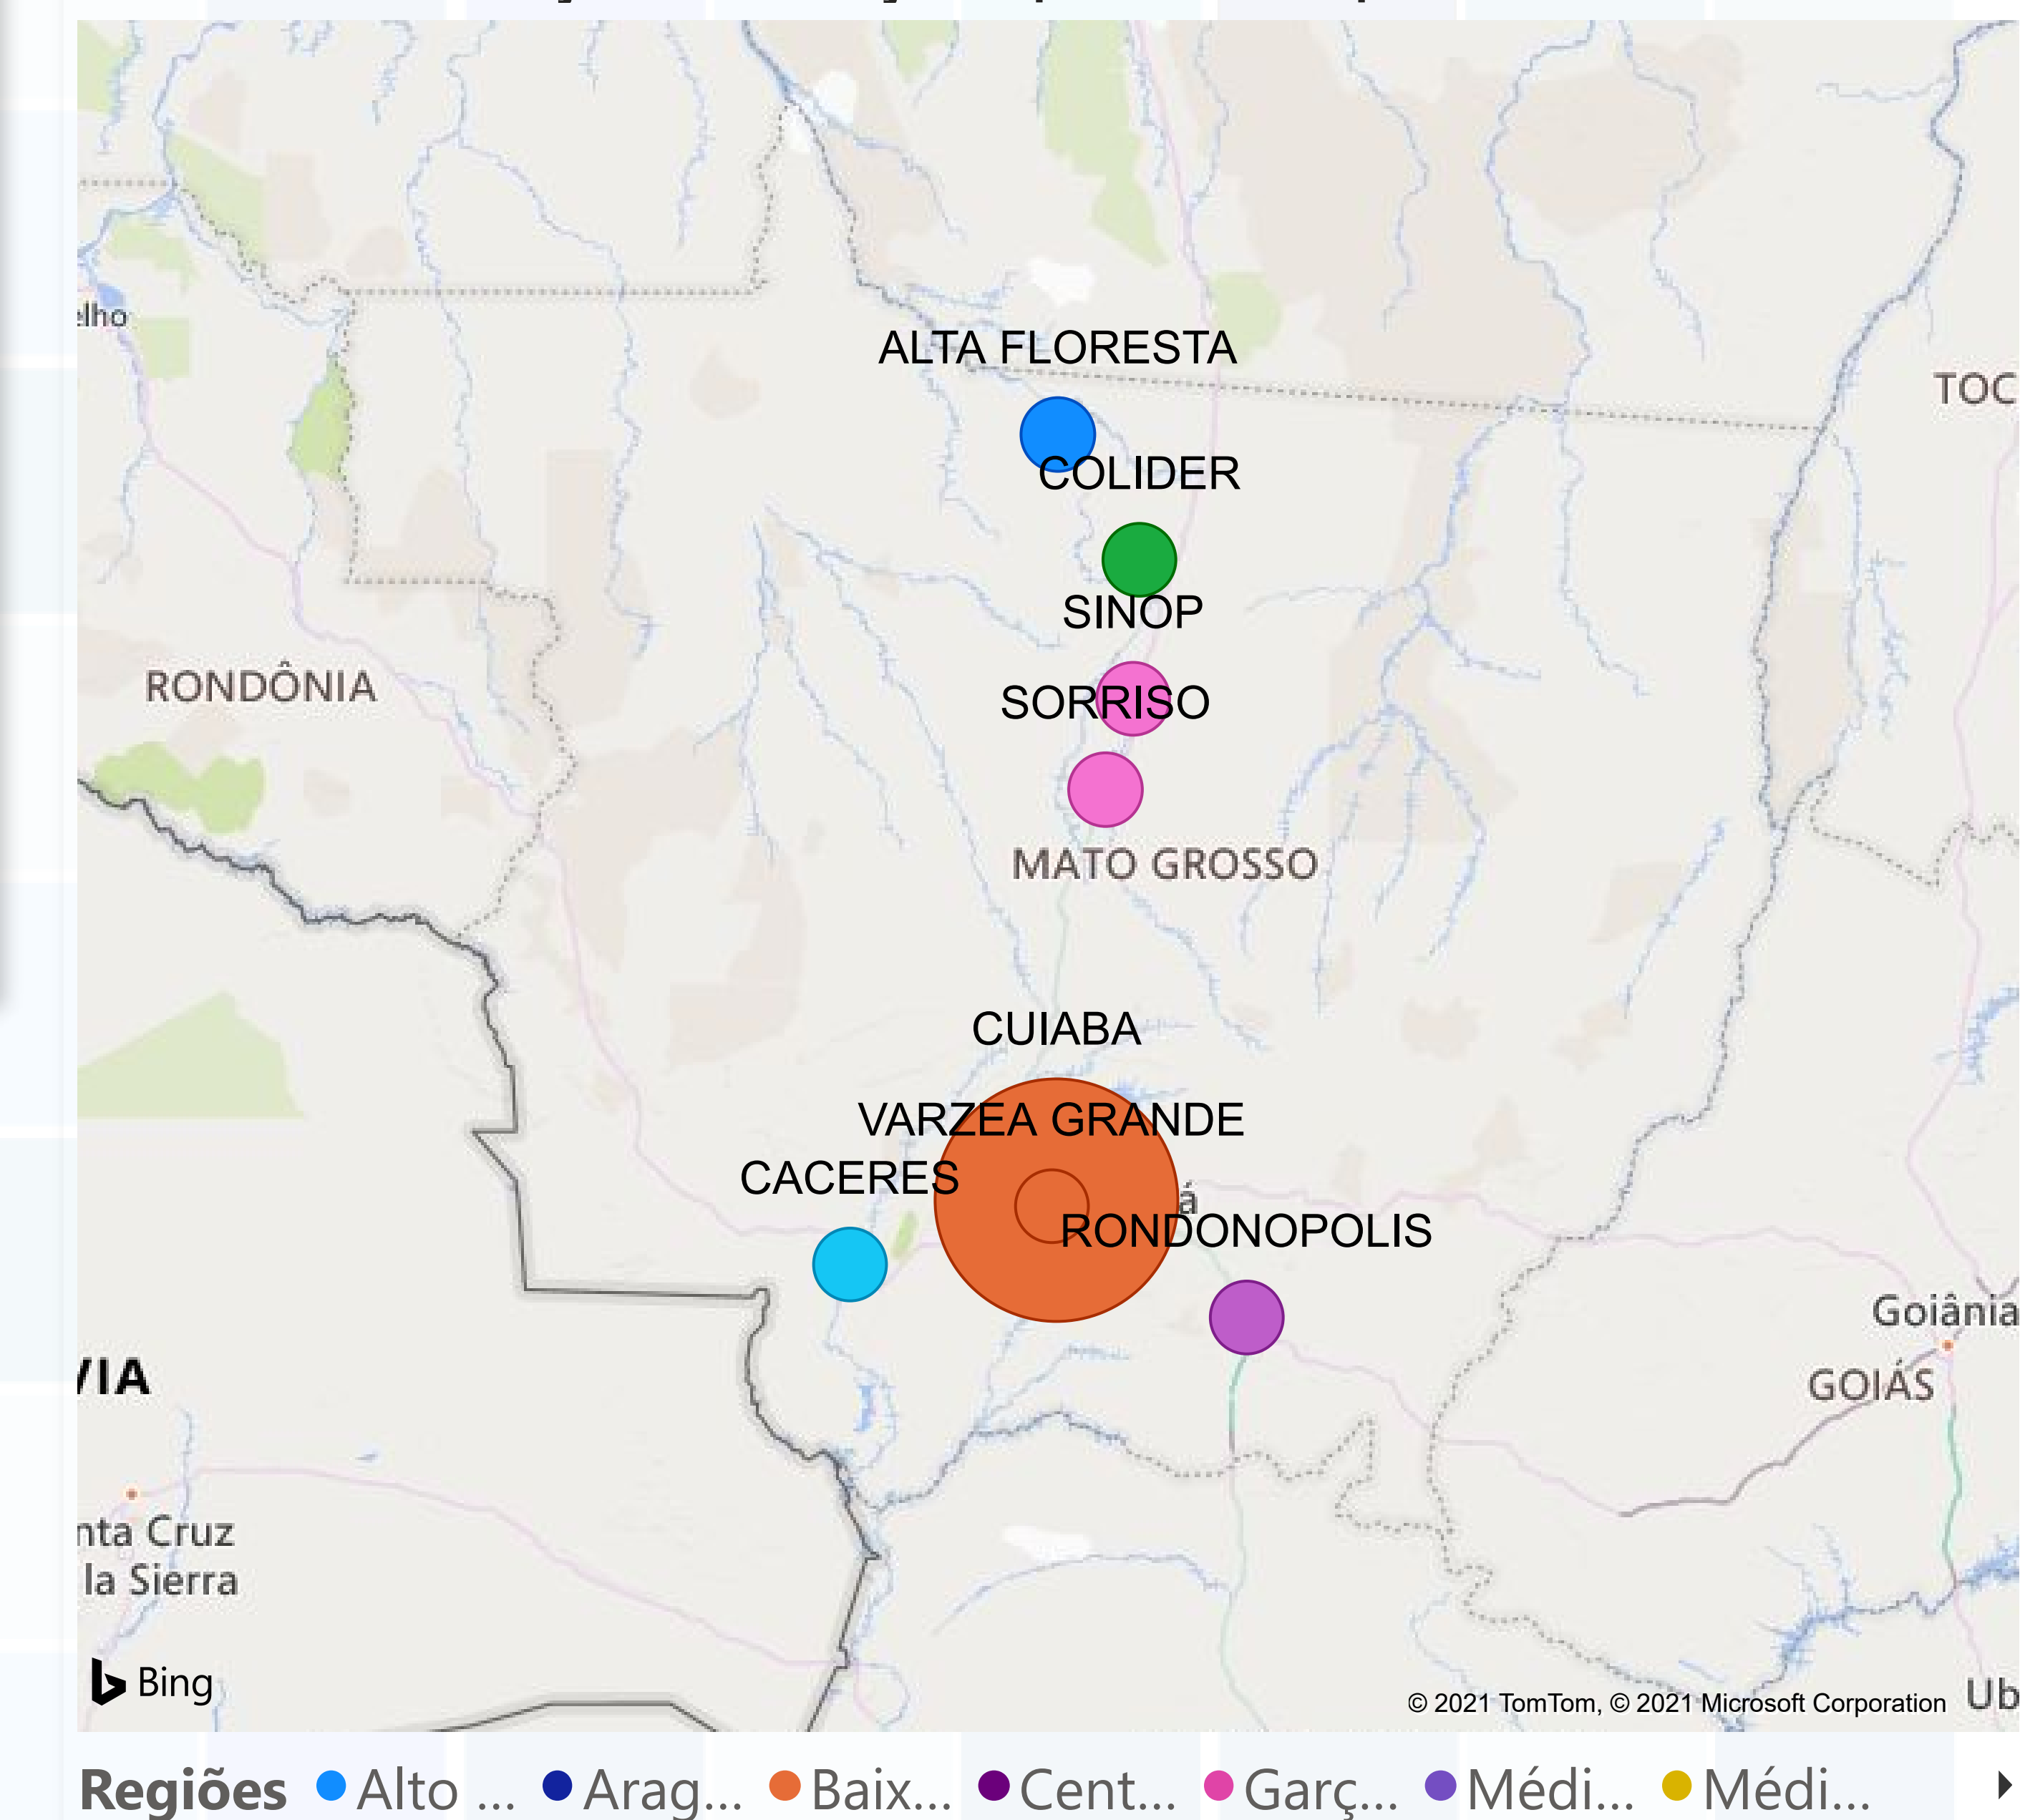 elho
ALTA FLORESTA
TOC
COLIDER
SINOP
RONDÔNIA
SORRISO
MATO GROSSO
CUIABA
VARZEA GRANDE
CACERES
á
RONDONOPOLIS
Goiânia
VIA
GOIÁS
nta Cruz
la Sierra
Bing
© 2021 TomTom, © 2021 Microsoft Corporation
Ub
Regiões Alto ... Arag... Baix... Cent... Garç... Médi... Médi...